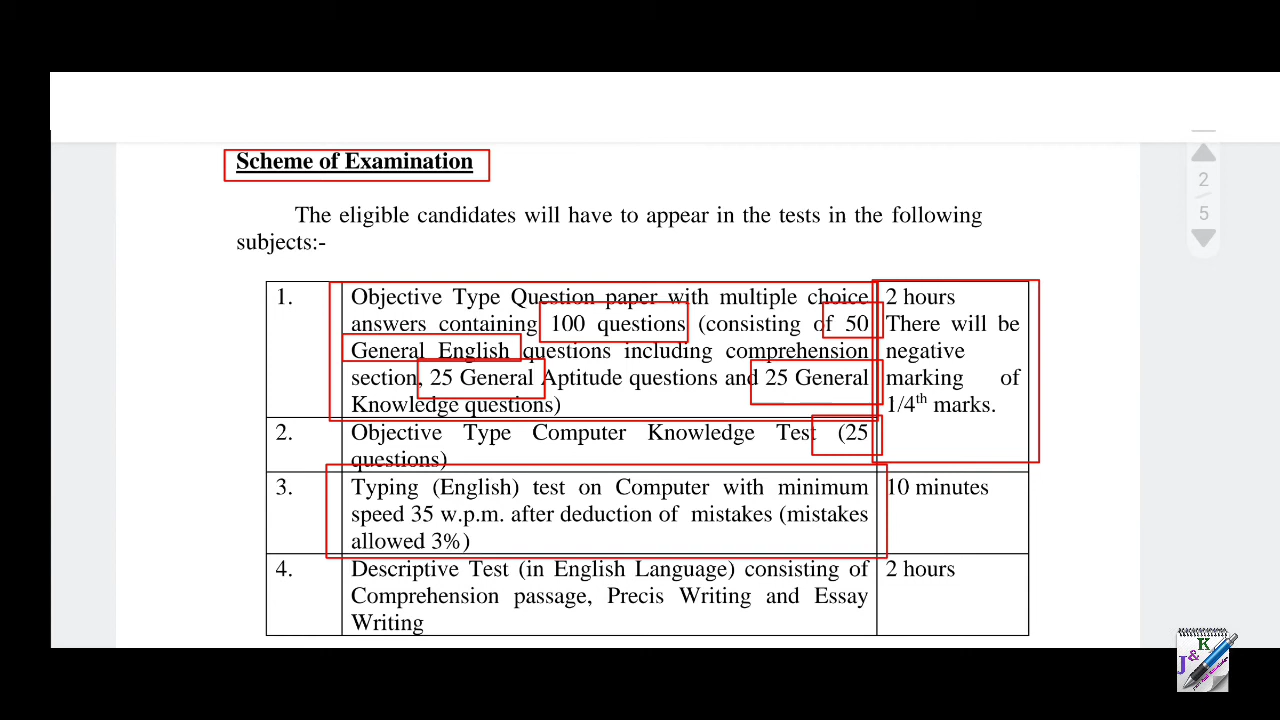 Scheme of Examination
2
5
The eligible candidates will have to appear in the tests in the following
subjects:-
1.
Objective Type Question paper with multiple choice
answers containing 100 questions (consisting of 50
General English questions including comprehension
section, 25 General Aptitude questions and 25 General
Knowledge questions)
2 hours
There will be
negative
marking of
1/4th marks.
2.
Objective Type Computer Knowledge Test (25
questions)
3.
Typing (English) test on Computer with minimum
speed 35 w.p.m. after deduction of mistakes (mistakes
allowed 3%)
10 minutes
4.
Descriptive Test (in English Language) consisting of
Comprehension passage, Precis Writing and Essay
Writing
2 hours
J&K